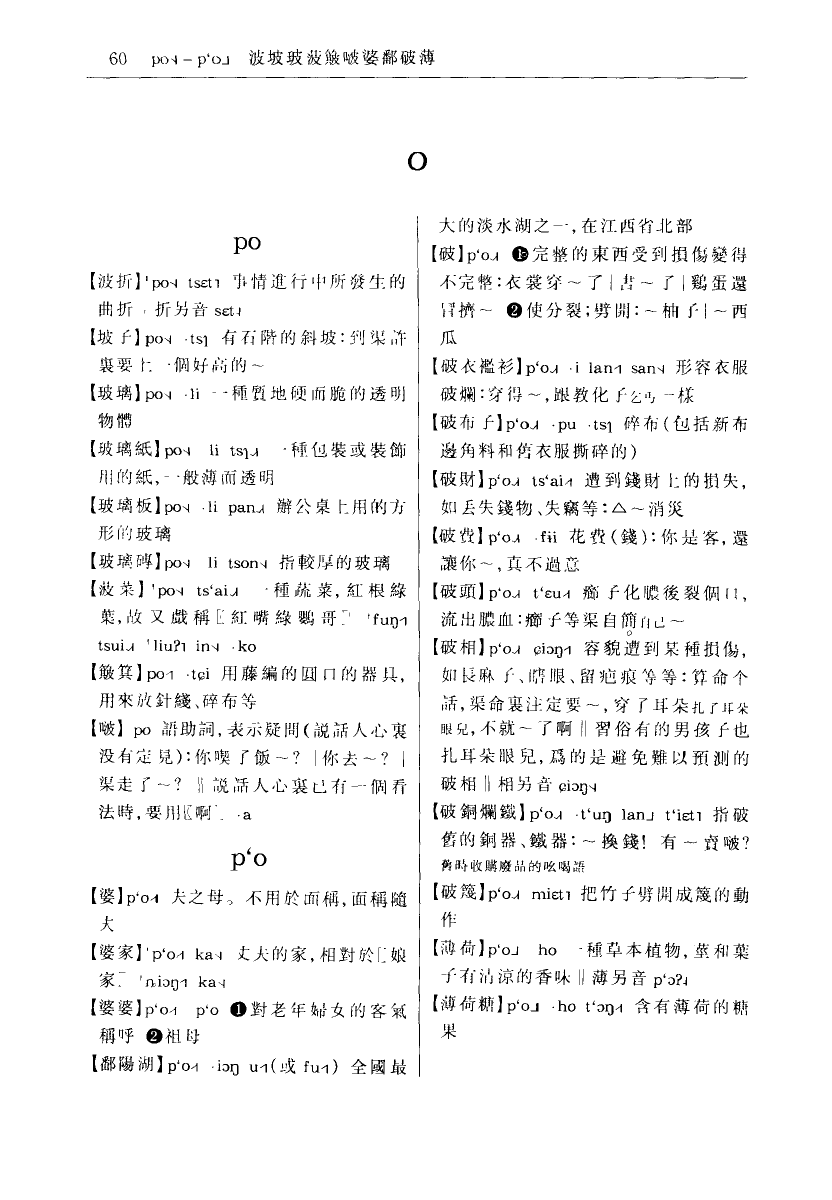 60 po˧ – pʻo˩ 波坡玻菠簸啵婆鄱破薄
O
po
【波折】ˈpo˧ tsɛt˥ 事情進行中所發生的
曲折，折另音 sɛt
【坡子】po˧ ·tsɿ 有石階的斜坡：到渠許
裏要上一個好高的～
【玻璃】po˧ ·li 一種質地硬而脆的透明
物體
【玻璃紙】po˧ li tsɿ 一種包裝或裝飾
用的紙，一般薄而透明
【玻璃板】po˧ ·li pan 辦公桌上用的方
形的玻璃
【玻璃磚】po˧ li tson˧ 指較厚的玻璃
【菠菜】ˈpo˧ tsʻai 一種蔬菜，紅根綠
葉，故又戲稱〖紅嘴綠鸚哥〗ˈfuŋ
tsui ˈliuʔ˥ in˧ ·ko
【簸箕】po ·tɕi 用藤編的圓口的器具，
用來放針綫、碎布等
【啵】 po 語助詞，表示疑問（説話人心裏
没有定見）：你喫了飯～？｜你去～？｜
渠走了～？‖説話人心裏已有一個看
法時，要用〖啊〗 ·a
pʻo
【婆】pʻo 夫之母。不用於面稱，面稱隨
夫
【婆家】ˈpʻo ka˧ 丈夫的家，相對於〖娘
家〗 ˈȵiɔŋ ka˧
【婆婆】pʻo pʻo ❶對老年婦女的客氣
稱呼 ❷祖母
【鄱陽湖】pʻo ·iɔŋ u（或 fu） 全國最
大的淡水湖之一，在江西省北部
【破】pʻo ❶完整的東西受到損傷變得
不完整：衣裳穿～了｜書～了｜鷄蛋還
冒擠～ ❷使分裂；劈開：～柚子｜～西
瓜
【破衣襤衫】pʻo ·i lan san˧ 形容衣服
破爛：穿得～，跟教化子乞丐一樣
【破布子】pʻo ·pu ·tsɿ 碎布（包括新布
邊角料和舊衣服撕碎的）
【破財】pʻo tsʻai 遭到錢財上的損失，
如丢失錢物、失竊等：△～消災
【破費】pʻo ·fii 花費（錢）：你是客，還
讓你～，真不過意
【破頭】pʻo tʻɛu 癤子化膿後裂個口，
流出膿血：癤子等渠自簡自己～
【破相】pʻo ɕiɔŋ 容貌遭到某種損傷，
如長麻子、瞎眼、留疤痕等等：算命个
話，渠命裏注定要～，穿了耳朵扎了耳朵
眼兒，不就～了啊‖習俗有的男孩子也
扎耳朵眼兒，爲的是避免難以預測的
破相‖相另音 ɕiɔŋ˧
【破銅爛鐵】pʻo ·tʻuŋ lan˩ tʻiɛt˥ 指破
舊的銅器、鐵器：～换錢！有～賣啵？
舊時收購廢品的吆喝語
【破篾】pʻo miɛt˥ 把竹子劈開成篾的動
作
【薄荷】pʻo˩ ho 一種草本植物，莖和葉
子有清涼的香味‖薄另音 pʻɔʔ
【薄荷糖】pʻo˩ ·ho tʻɔŋ 含有薄荷的糖
果